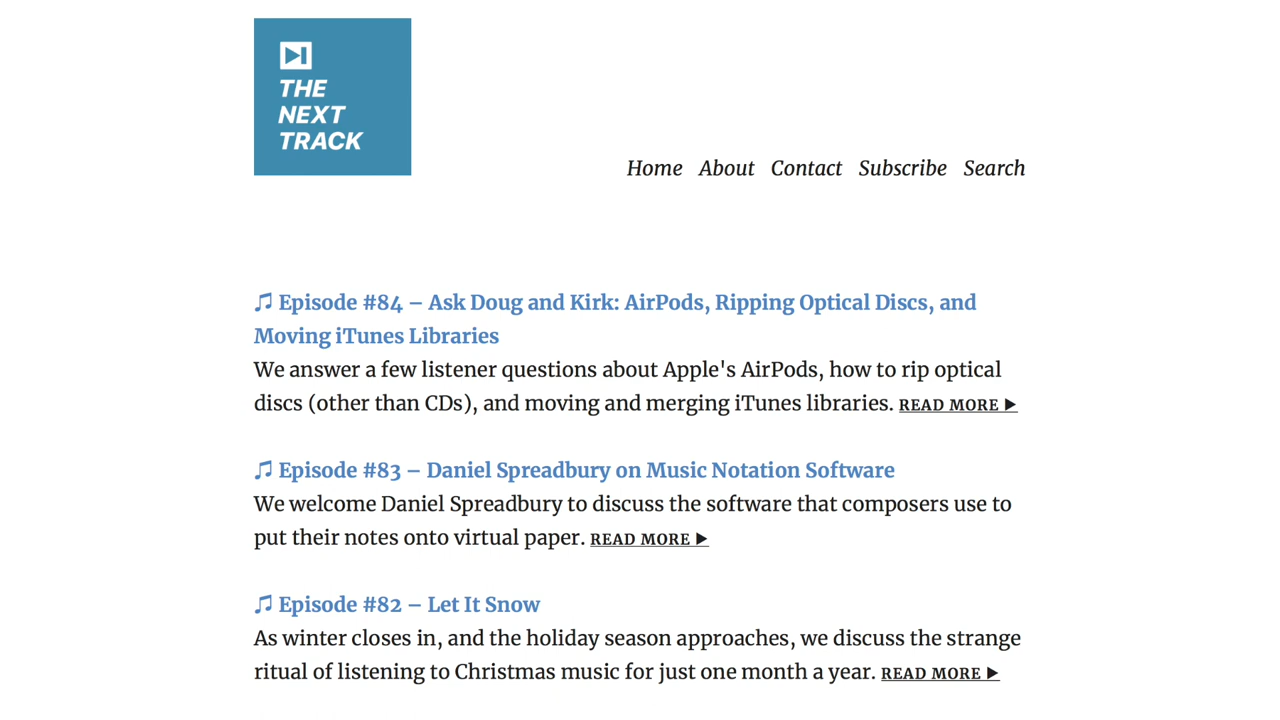 THE
NEXT
TRACK
Home About Contact Subscribe Search
♫ Episode #84 – Ask Doug and Kirk: AirPods, Ripping Optical Discs, and
Moving iTunes Libraries
We answer a few listener questions about Apple's AirPods, how to rip optical
discs (other than CDs), and moving and merging iTunes libraries. READ MORE ▶
♫ Episode #83 – Daniel Spreadbury on Music Notation Software
We welcome Daniel Spreadbury to discuss the software that composers use to
put their notes onto virtual paper. READ MORE ▶
♫ Episode #82 – Let It Snow
As winter closes in, and the holiday season approaches, we discuss the strange
ritual of listening to Christmas music for just one month a year. READ MORE ▶